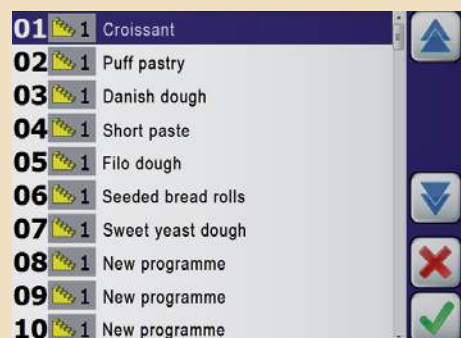 01 1 Croissant
02 1 Puff pastry
03 1 Danish dough
04 1 Short paste
05 1 Filo dough
06 1 Seeded bread rolls
07 1 Sweet yeast dough
08 1 New programme
09 1 New programme
10 1 New programme